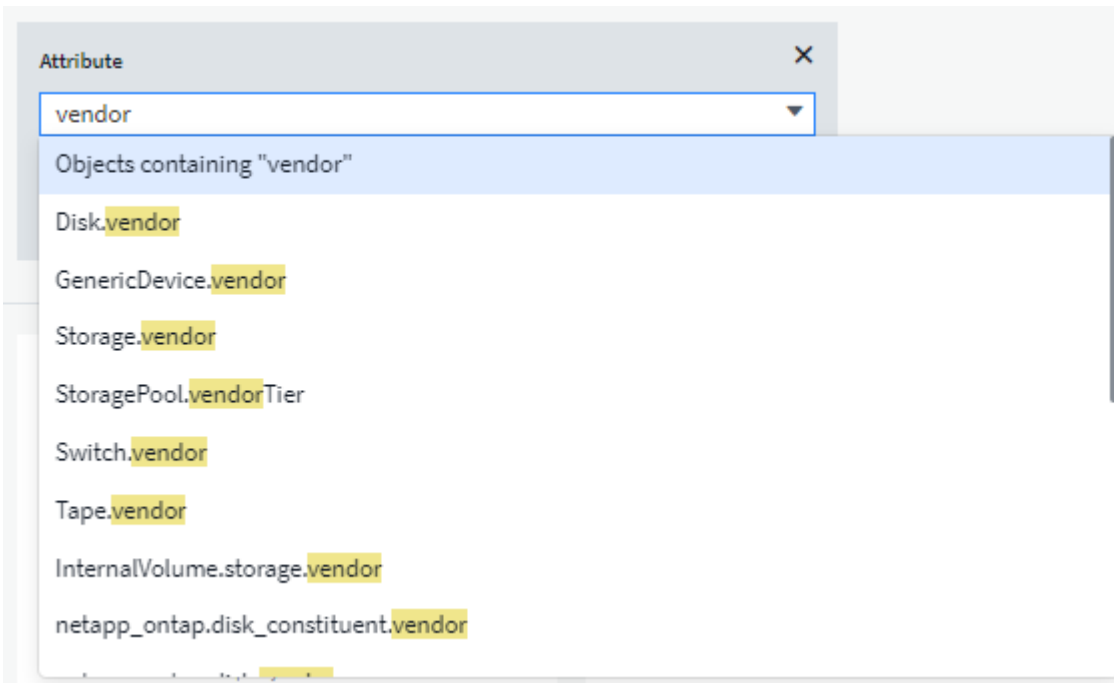 Attribute
vendor
Objects containing "vendor"
Disk.vendor
GenericDevice.vendor
Storage.vendor
StoragePool.vendorTier
Switch.vendor
Tape.vendor
InternalVolume.storage.vendor
netapp_ontap.disk_constituent.vendor